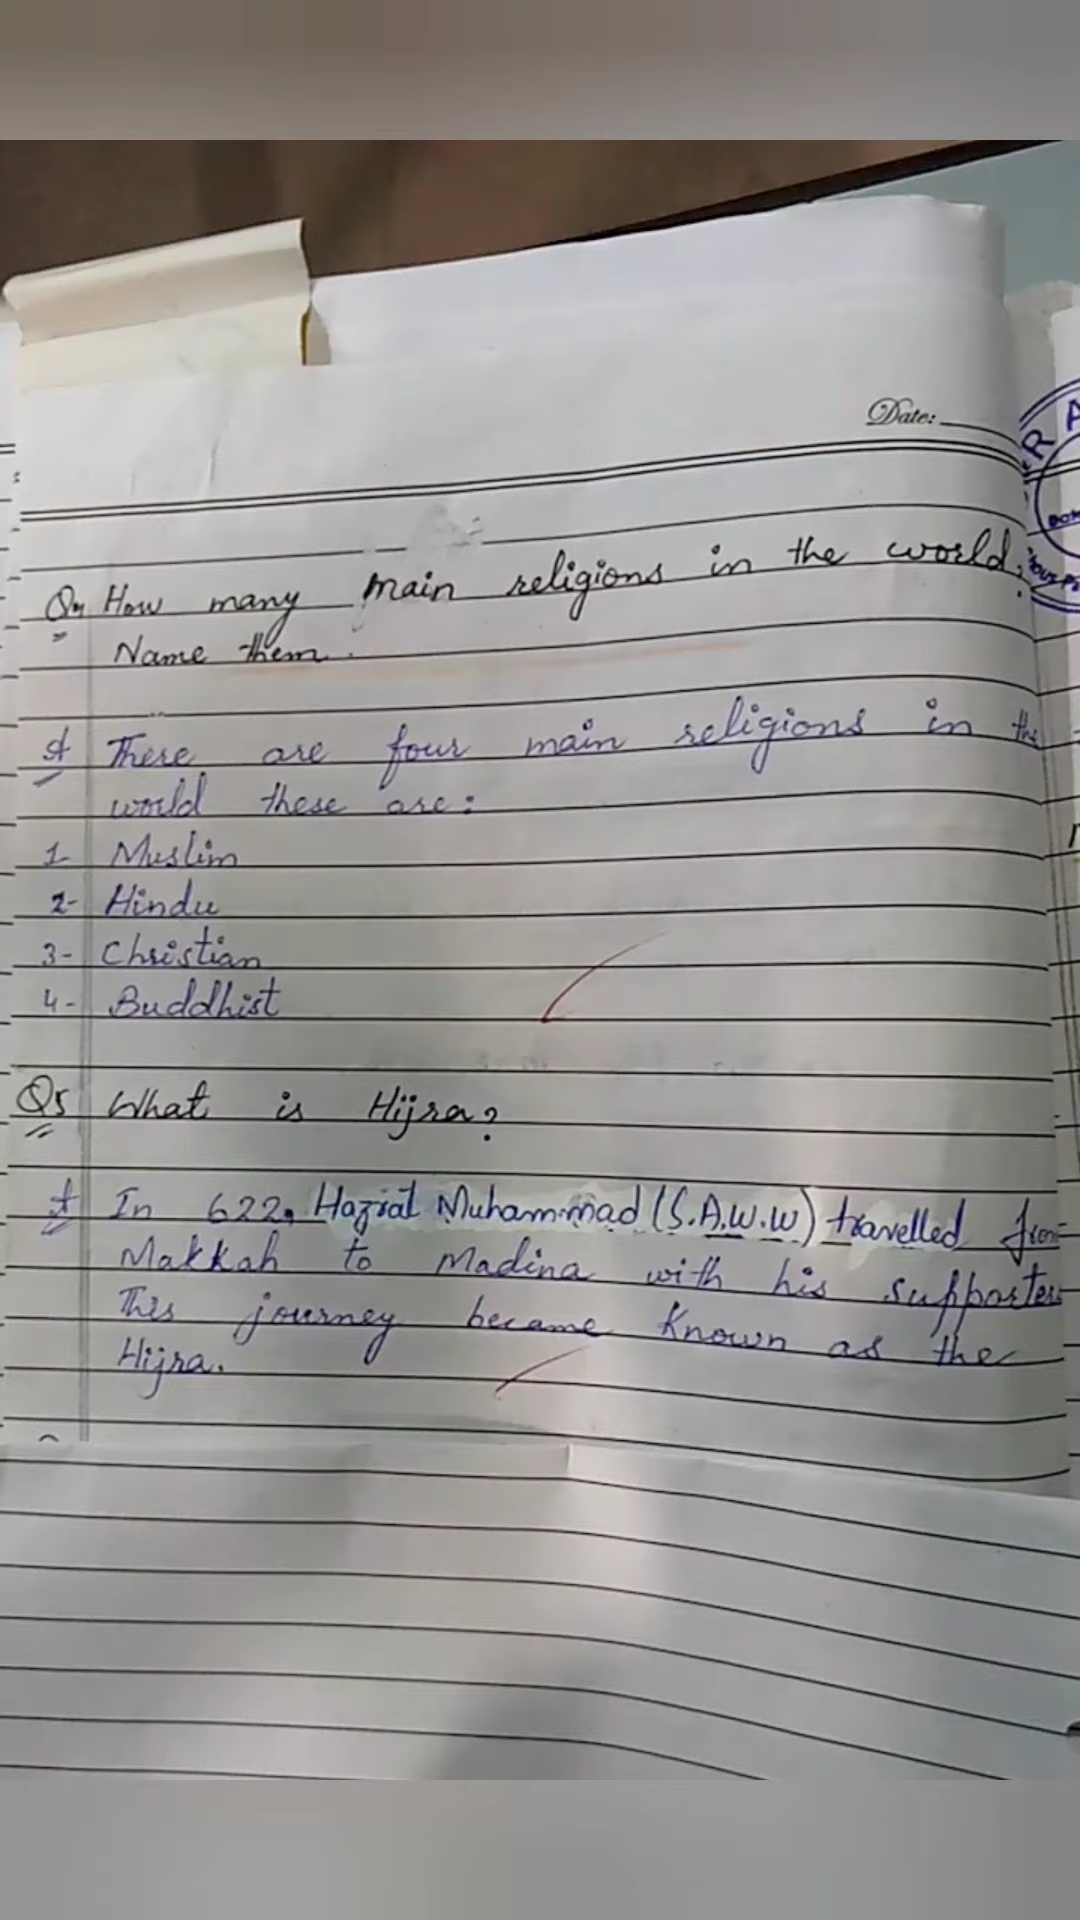 Date:
Q4 How many main religions in the world?
Name them.
A There are four main religions in the
world these are:
1- Muslim
2- Hindu
3- Christian
4- Buddhist
Q5 What is Hijra?
A In 622, Hazrat Muhammad (S.A.W.W) travelled from
Makkah to Madina with his supporters
This journey became known as the
Hijra.